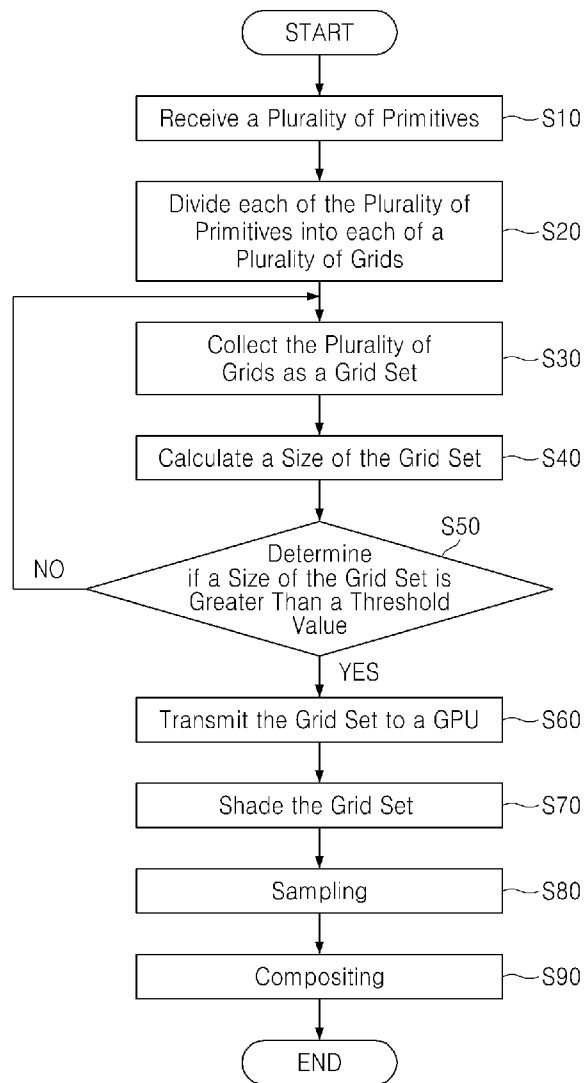 START
Receive a Plurality of Primitives
S10
Divide each of the Plurality of
Primitives into each of a
Plurality of Grids
S20
Collect the Plurality of
Grids as a Grid Set
S30
Calculate a Size of the Grid Set
S40
S50
Determine
if a Size of the Grid Set is
Greater Than a Threshold
Value
NO
YES
Transmit the Grid Set to a GPU
S60
Shade the Grid Set
S70
Sampling
S80
Compositing
S90
END